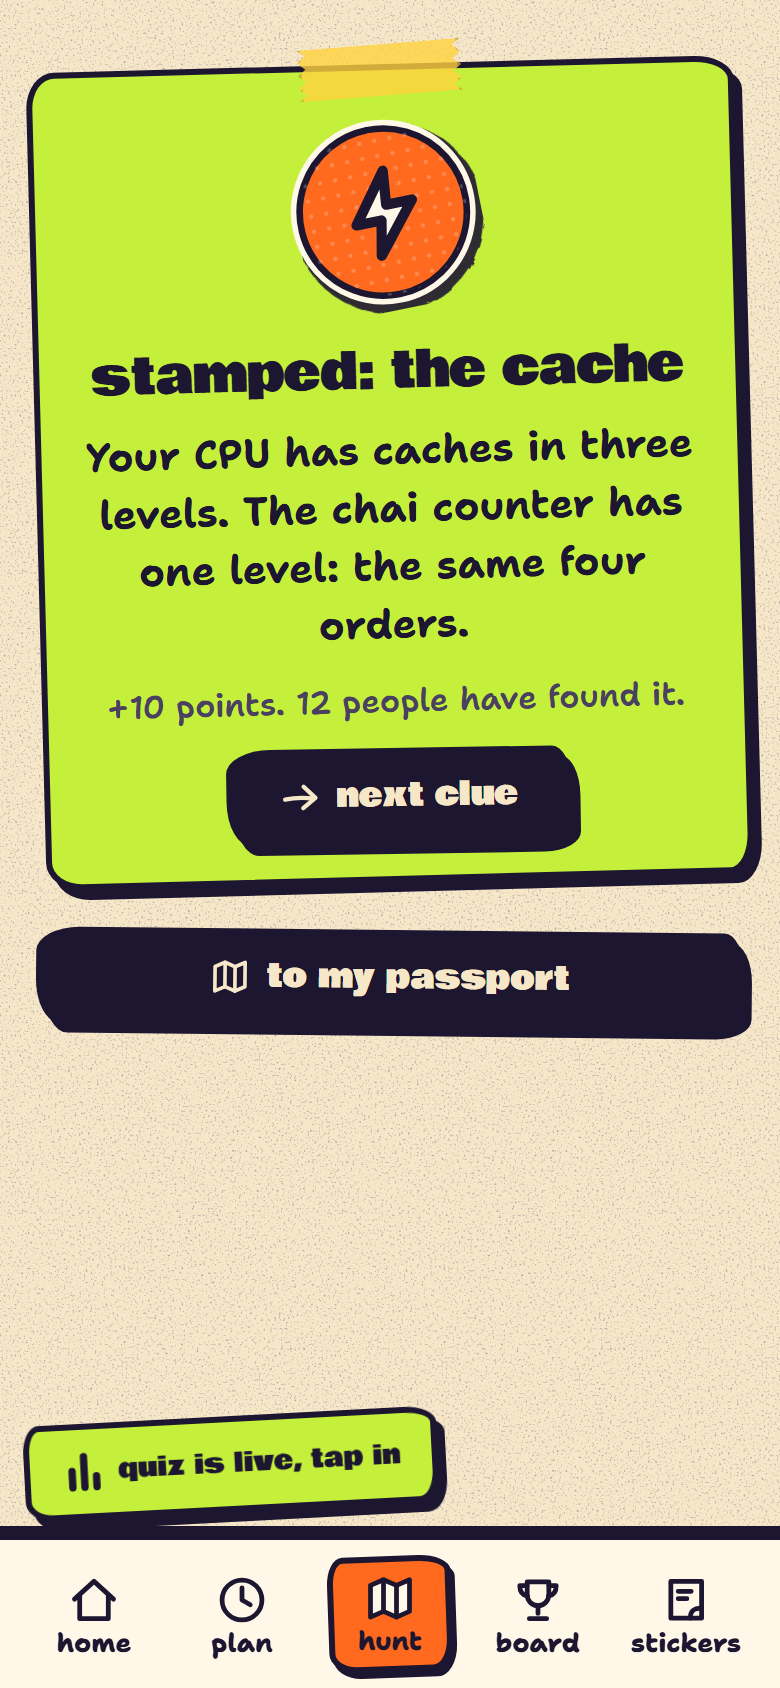 stamped: the cache
Your CPU has caches in three
levels. The chai counter has
one level: the same four
orders.
+10 points. 12 people have found it.
next clue
to my passport
quiz is live, tap in
home
plan
hunt
board
stickers